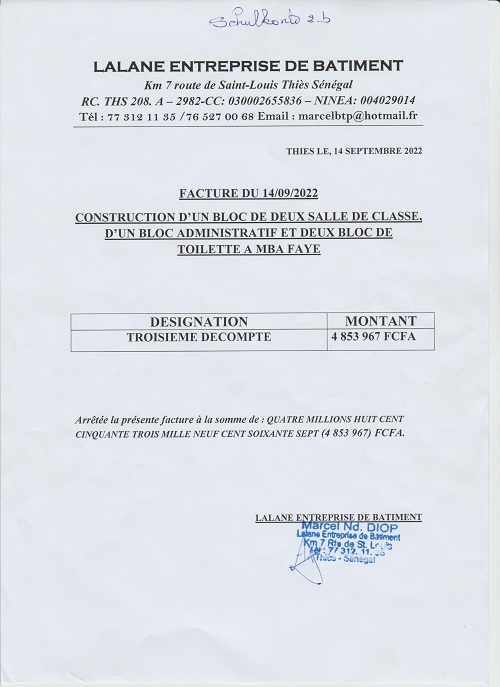 Schulkonto 2-b
LALANE ENTREPRISE DE BATIMENT
Km 7 route de Saint-Louis Thiès Sénégal
RC. THS 208. A – 2982-CC: 030002655836 – NINEA: 004029014
Tél : 77 312 11 35 /76 527 00 68 Email : marcelbtp@hotmail.fr
THIES LE, 14 SEPTEMBRE 2022
FACTURE DU 14/09/2022
CONSTRUCTION D'UN BLOC DE DEUX SALLE DE CLASSE,
D'UN BLOC ADMINISTRATIF ET DEUX BLOC DE
TOILETTE A MBA FAYE
DESIGNATION MONTANT
TROISIEME DECOMPTE 4 853 967 FCFA
Arrêtée la présente facture à la somme de : QUATRE MILLIONS HUIT CENT
CINQUANTE TROIS MILLE NEUF CENT SOIXANTE SEPT (4 853 967) FCFA.
LALANE ENTREPRISE DE BATIMENT
Marcel Nd. DIOP
Lalane Entreprise de Bâtiment
Km 7 Rte de St. Louis
Tél : 77 312. 11. 35
Thiès - Sénégal